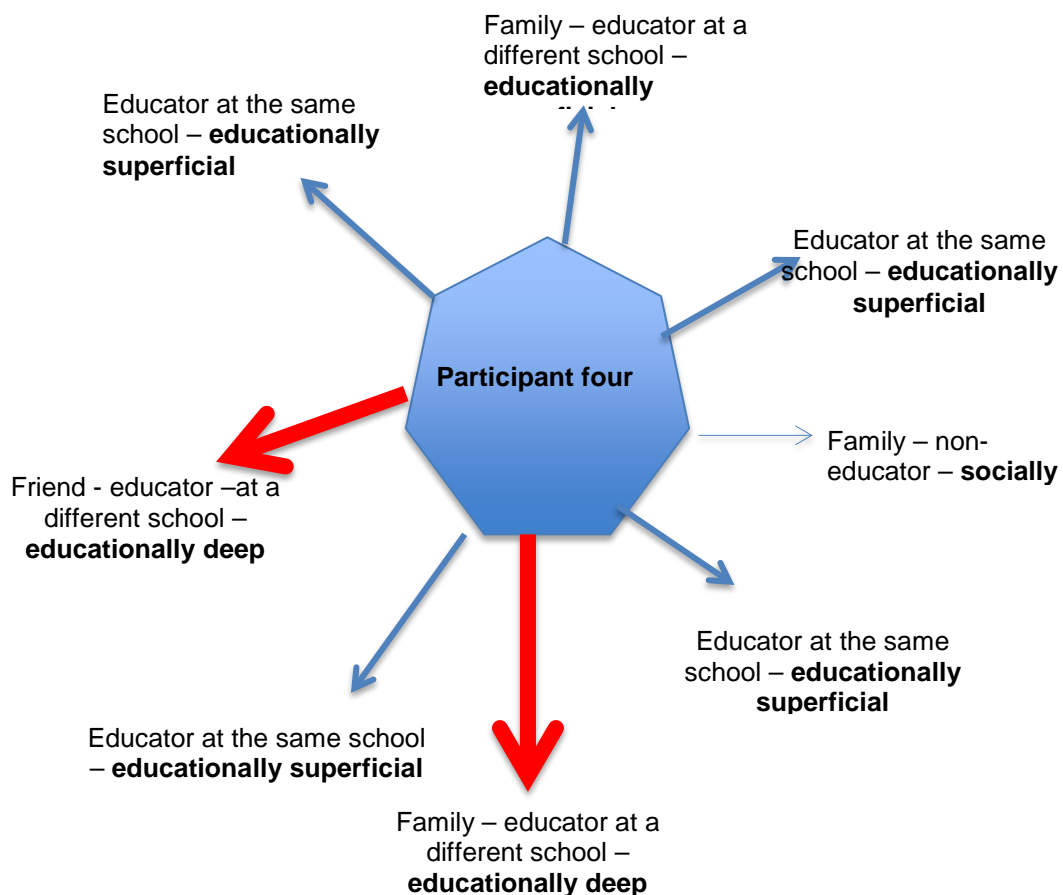 Family – educator at a
different school –
educationally
Educator at the same
school – educationally
superficial
Educator at the same
school – educationally
superficial
Participant four
Family – non-
educator – socially
Friend - educator –at a
different school –
educationally deep
Educator at the same
school – educationally
superficial
Educator at the same school
– educationally superficial
Family – educator at a
different school –
educationally deep